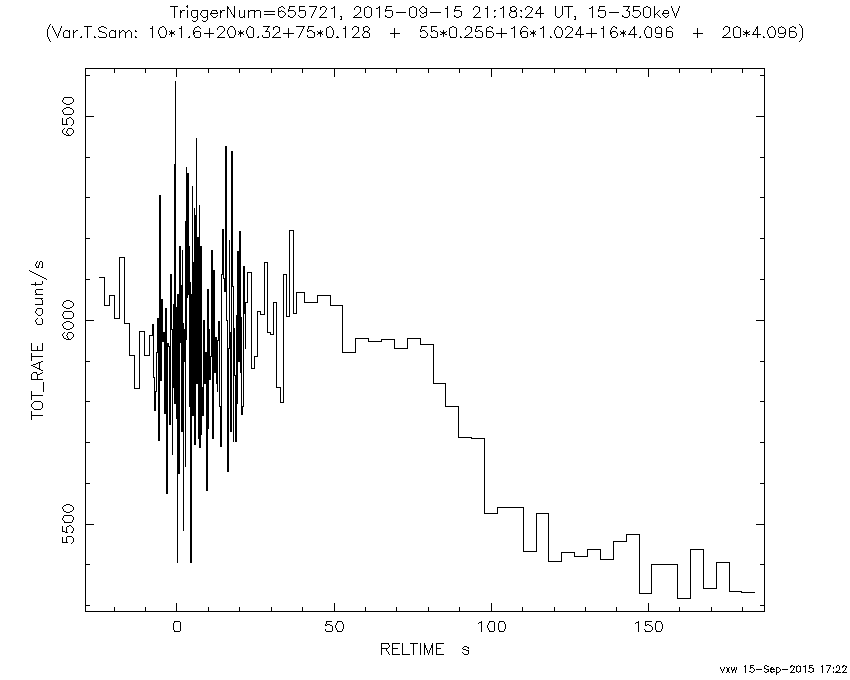 TriggerNum=655721, 2015-09-15 21:18:24 UT, 15-350keV
(Var.T.Sam: 10*1.6+20*0.32+75*0.128 + 55*0.256+16*1.024+16*4.096 + 20*4.096)
6500
6000
5500
TOT_RATE count/s
0 50 100 150
RELTIME s
vxw 15-Sep-2015 17:22